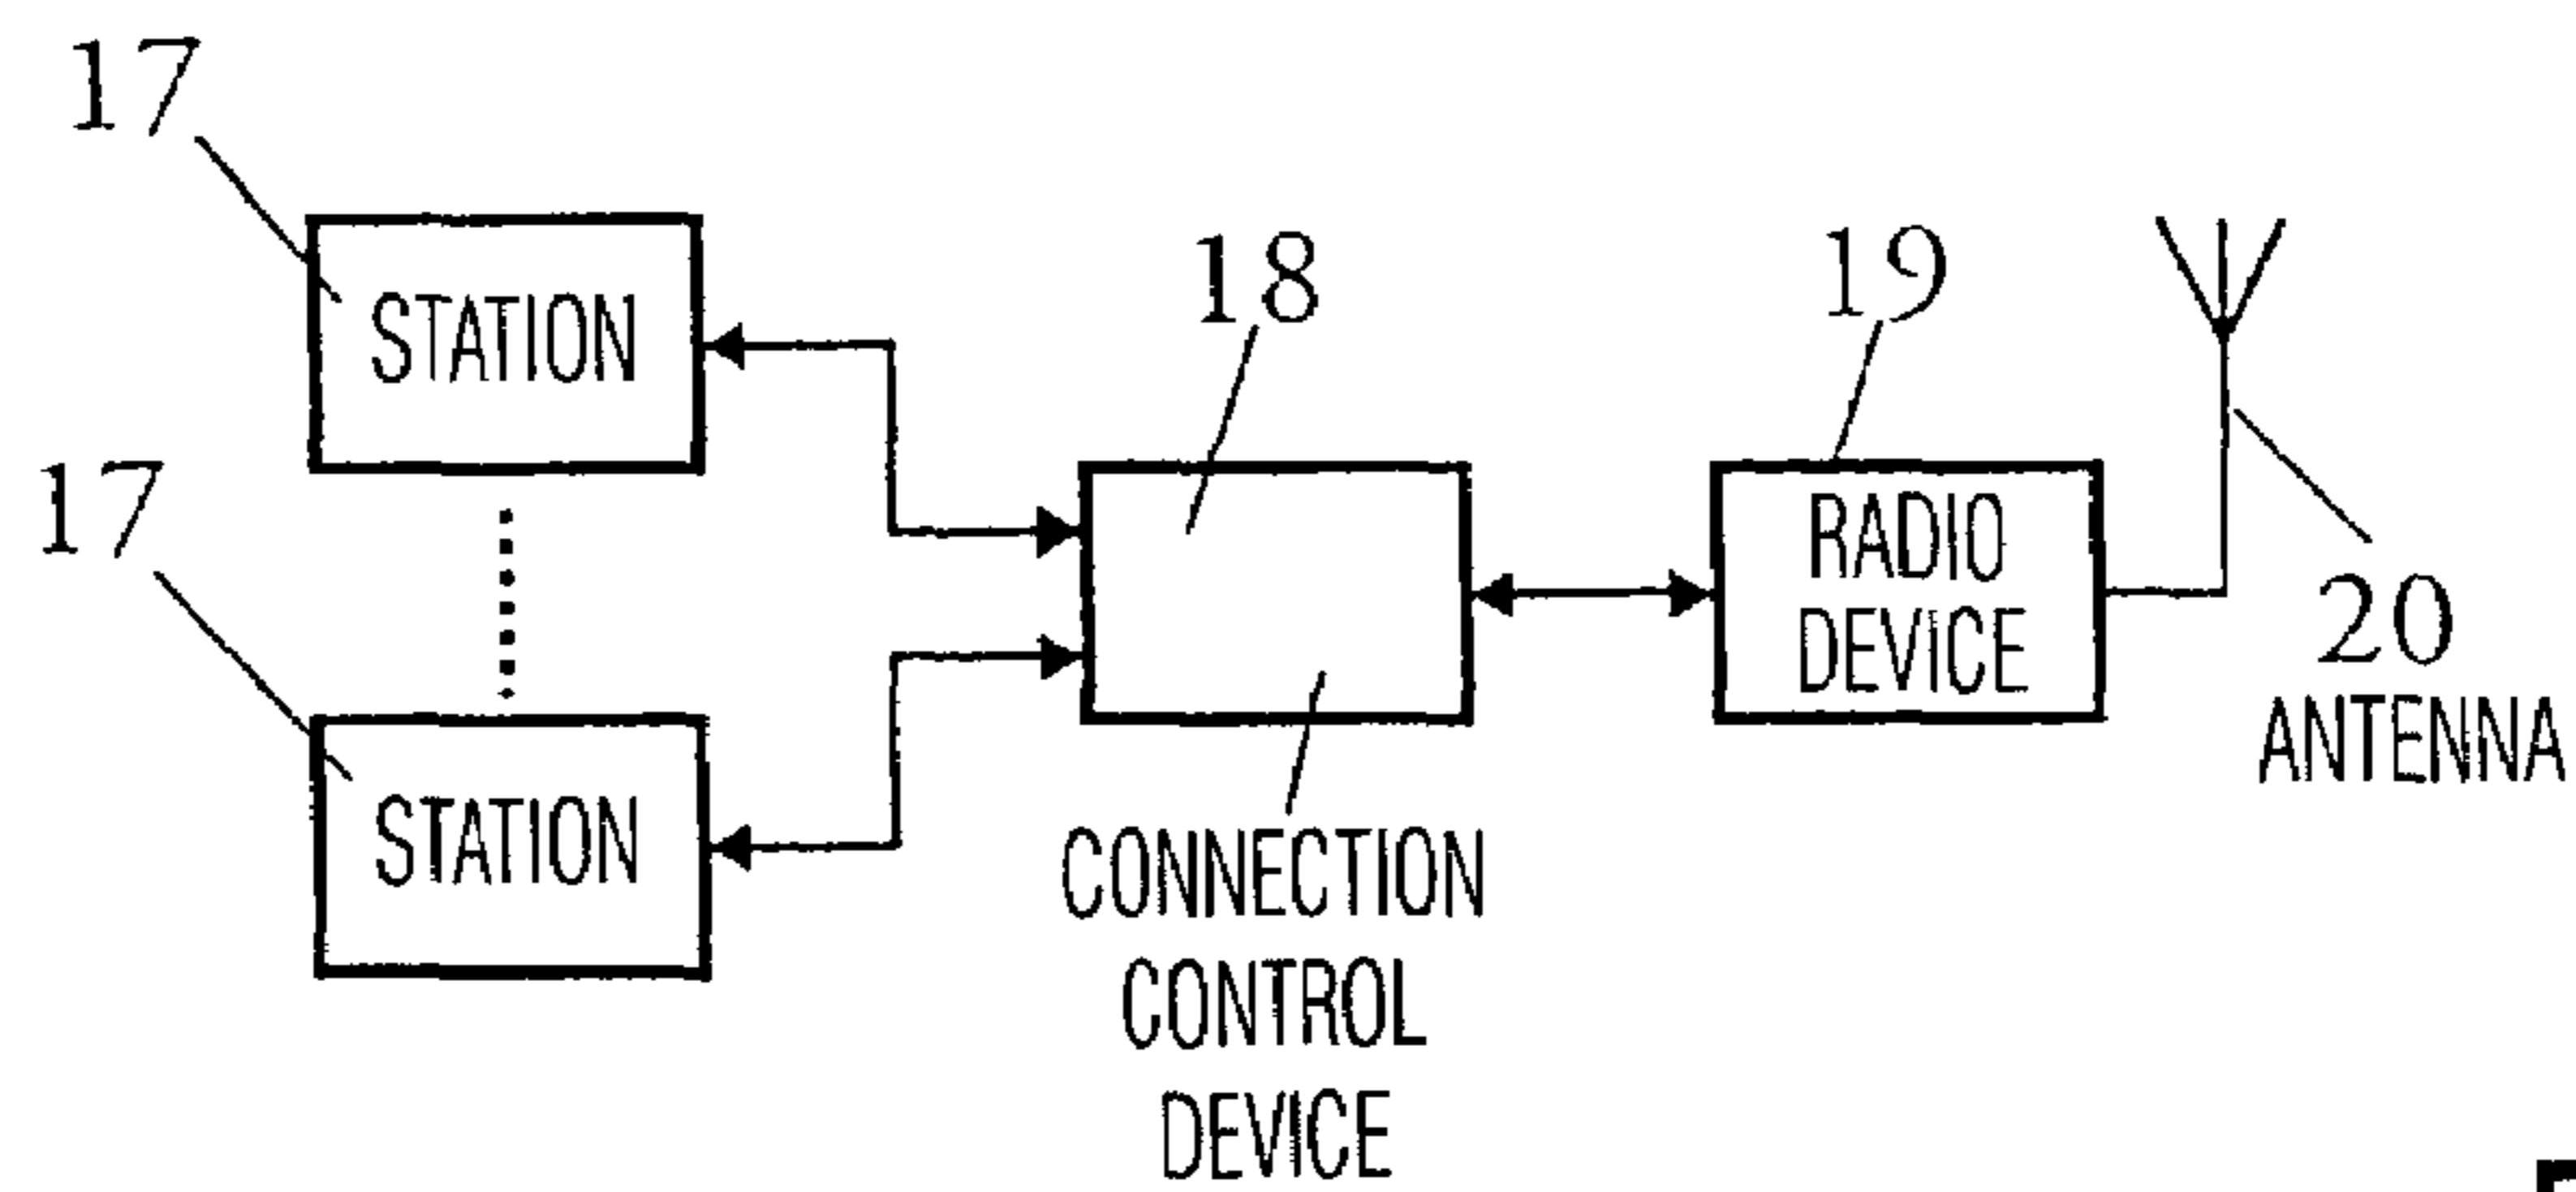 17
STATION
17
STATION
18
CONNECTION
CONTROL
DEVICE
19
RADIO
DEVICE
20
ANTENNA